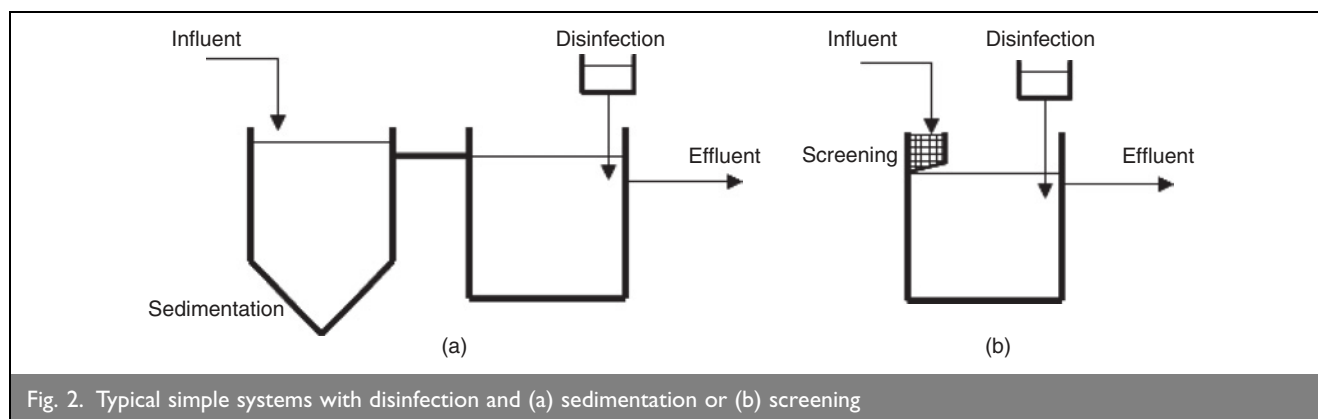 Influent
Disinfection
Effluent
Sedimentation
(a)
Influent
Disinfection
Screening
Effluent
(b)
Fig. 2. Typical simple systems with disinfection and (a) sedimentation or (b) screening